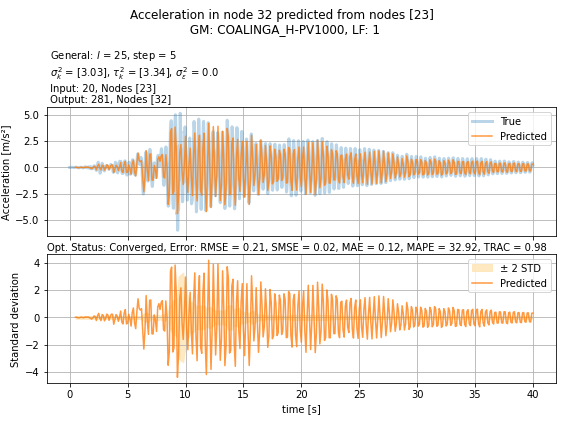 Acceleration in node 32 predicted from nodes [23]
GM: COALINGA_H-PV1000, LF: 1
General: l = 25, step = 5
σ²ₖ = [3.03], τ²ₖ = [3.34], σ²ε = 0.0
Input: 20, Nodes [23]
Output: 281, Nodes [32]
Acceleration [m/s²]
5.0
2.5
0.0
−2.5
−5.0
True
Predicted
Opt. Status: Converged, Error: RMSE = 0.21, SMSE = 0.02, MAE = 0.12, MAPE = 32.92, TRAC = 0.98
Standard deviation
4
2
0
−2
−4
± 2 STD
Predicted
0 5 10 15 20 25 30 35 40
time [s]